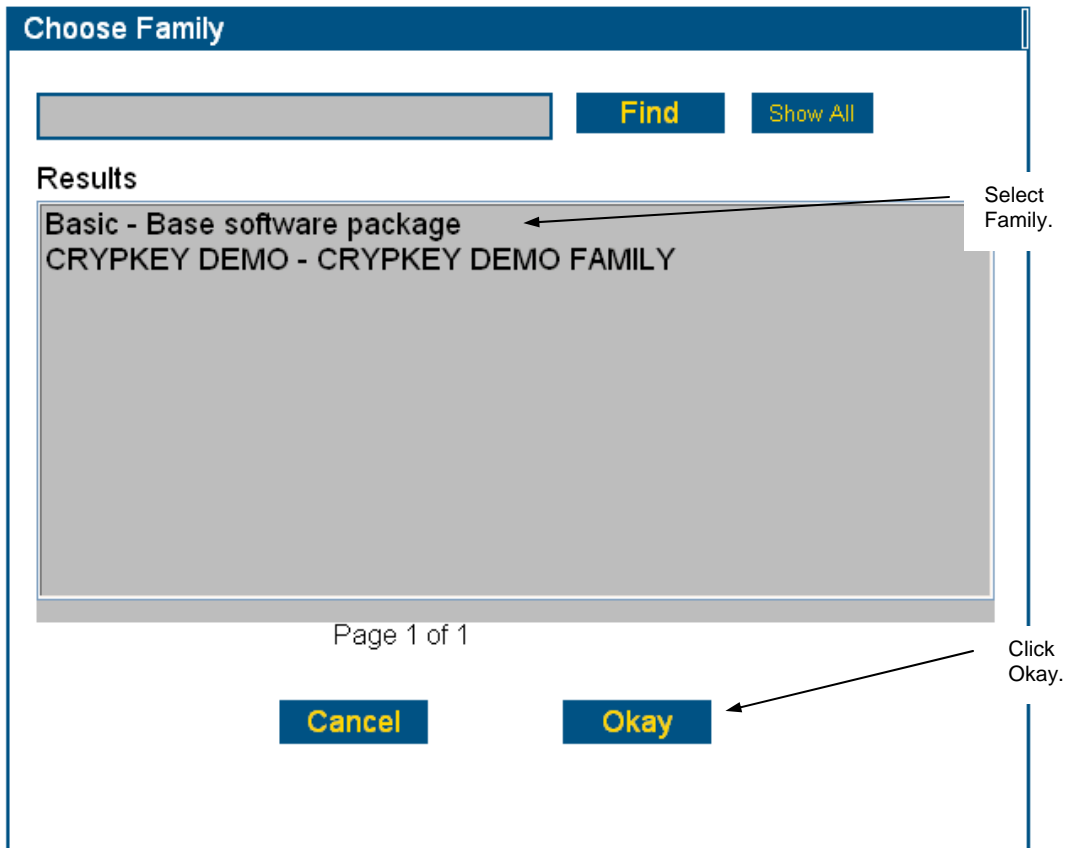 Choose Family
Find
Show All
Results
Select
Family.
Basic - Base software package
CRYPKEY DEMO - CRYPKEY DEMO FAMILY
Page 1 of 1
Click
Okay.
Cancel
Okay